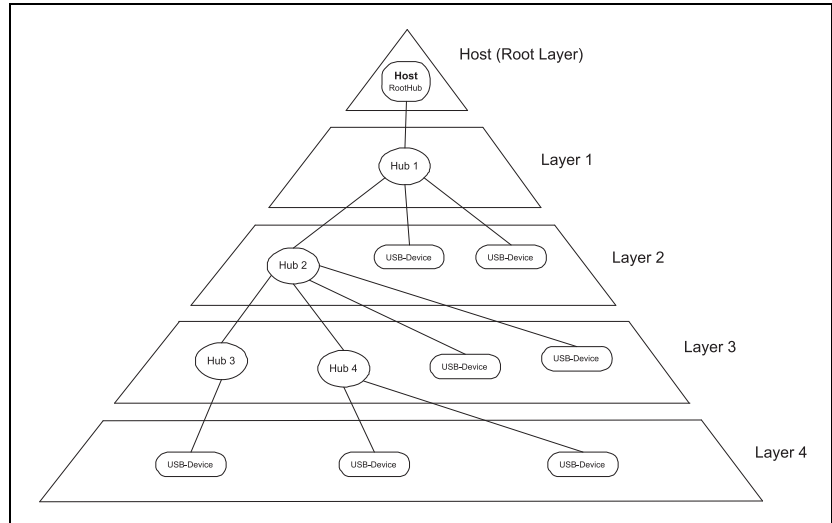 Host (Root Layer)
Host
RootHub
Layer 1
Hub 1
Layer 2
Hub 2
USB-Device
USB-Device
Layer 3
Hub 3
Hub 4
USB-Device
USB-Device
Layer 4
USB-Device
USB-Device
USB-Device